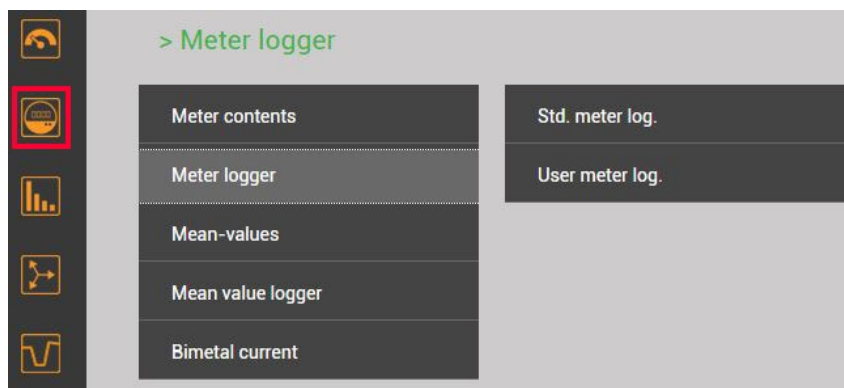 > Meter logger
Meter contents
Meter logger
Mean-values
Mean value logger
Bimetal current
Std. meter log.
User meter log.